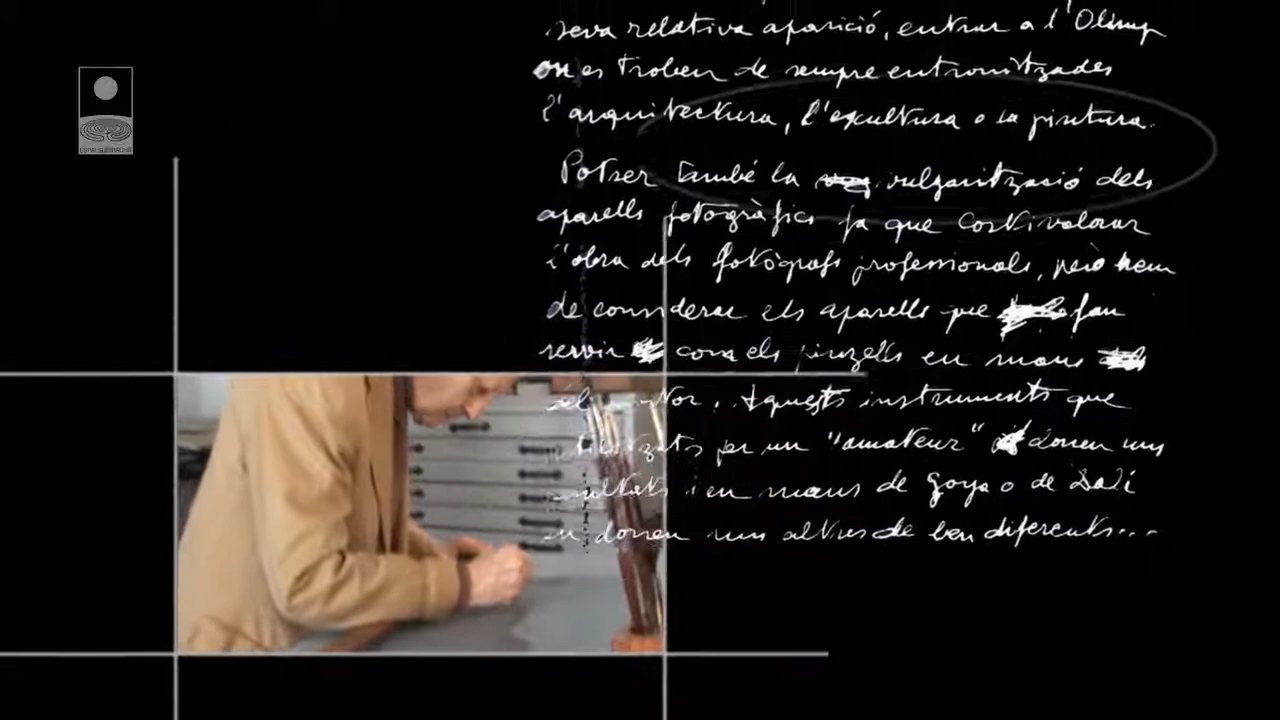 seva relativa aparició, entrar a l'Olimp
on es troben de sempre entronitzades
l'arquitectura, l'escultura o la pintura.
Potser també la vulgarització dels
aparells fotogràfics fa que costi valorar
l'obra dels fotògrafs professionals, però hem
de considerar els aparells que fan
servir com els pinzells en mans
del pintor. Aquests instruments que
utilitzats per un "amateur" donen uns
resultats i en mans de Goya o de Dalí
en donen uns altres de ben diferents...